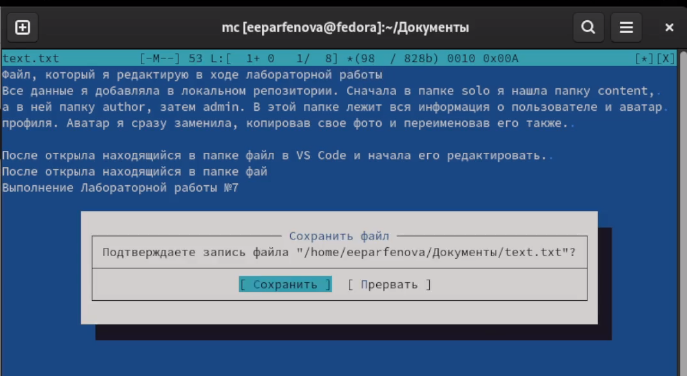 mc [eeparfenova@fedora]:~/Документы
text.txt [-M--] 53 L:[ 1+ 0 1/ 8] *(98 / 828b) 0010 0x00A [*][X]
Файл, который я редактирую в ходе лабораторной работы
Все данные я добавляла в локальном репозитории. Сначала в папке solo я нашла папку content,.
а в ней папку author, затем admin. В этой папке лежит вся информация о пользователе и аватар.
профиля. Аватар я сразу заменила, копировав свое фото и переименовав его также..
После открыла находящийся в папке файл в VS Code и начала его редактировать..
После открыла находящийся в папке фай
Выполнение Лабораторной работы №7
Сохранить файл
Подтверждаете запись файла "/home/eeparfenova/Документы/text.txt"?
[ Сохранить ] [ Прервать ]